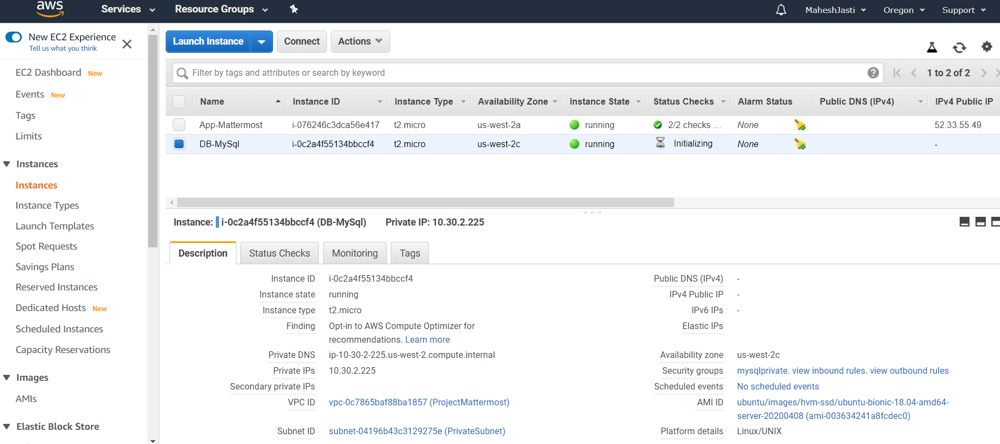 aws Services Resource Groups MaheshJasti Oregon Support
New EC2 Experience
Tell us what you think
EC2 Dashboard New
Events New
Tags
Limits
Instances
Instances
Instance Types
Launch Templates
Spot Requests
Savings Plans
Reserved Instances
Dedicated Hosts New
Scheduled Instances
Capacity Reservations
Images
AMIs
Elastic Block Store
Launch Instance Connect Actions
Filter by tags and attributes or search by keyword 1 to 2 of 2
Name Instance ID Instance Type Availability Zone Instance State Status Checks Alarm Status Public DNS (IPv4) IPv4 Public IP
App-Mattermost i-076246c3dca56e417 t2.micro us-west-2a running 2/2 checks ... None 52.33.55.49
DB-MySql i-0c2a4f55134bbccf4 t2.micro us-west-2c running Initializing None -
Instance: i-0c2a4f55134bbccf4 (DB-MySql) Private IP: 10.30.2.225
Description Status Checks Monitoring Tags
Instance ID i-0c2a4f55134bbccf4 Public DNS (IPv4) -
Instance state running IPv4 Public IP -
Instance type t2.micro IPv6 IPs -
Finding Opt-in to AWS Compute Optimizer for Elastic IPs
recommendations. Learn more
Private DNS ip-10-30-2-225.us-west-2.compute.internal Availability zone us-west-2c
Private IPs 10.30.2.225 Security groups mysqlprivate. view inbound rules. view outbound rules
Secondary private IPs Scheduled events No scheduled events
VPC ID vpc-0c7865baf88ba1857 (ProjectMattermost) AMI ID ubuntu/images/hvm-ssd/ubuntu-bionic-18.04-amd64-
server-20200408 (ami-003634241a8fcdec0)
Subnet ID subnet-04196b43c3129275e (PrivateSubnet) Platform details Linux/UNIX